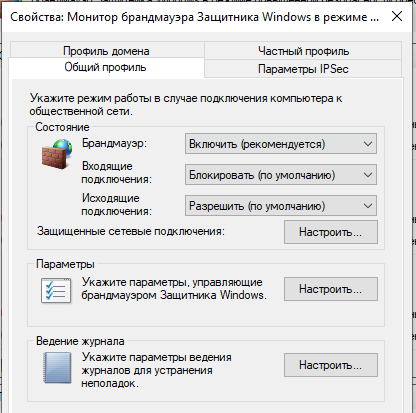 Свойства: Монитор брандмауэра Защитника Windows в режиме ...
Профиль домена
Частный профиль
Общий профиль
Параметры IPSec
Укажите режим работы в случае подключения компьютера к
общественной сети.
Состояние
Брандмауэр:
Включить (рекомендуется)
Входящие
подключения:
Блокировать (по умолчанию)
Исходящие
подключения:
Разрешить (по умолчанию)
Защищенные сетевые подключения:
Настроить...
Параметры
Укажите параметры, управляющие
брандмауэром Защитника Windows.
Настроить...
Ведение журнала
Укажите параметры ведения
журналов для устранения
неполадок.
Настроить...